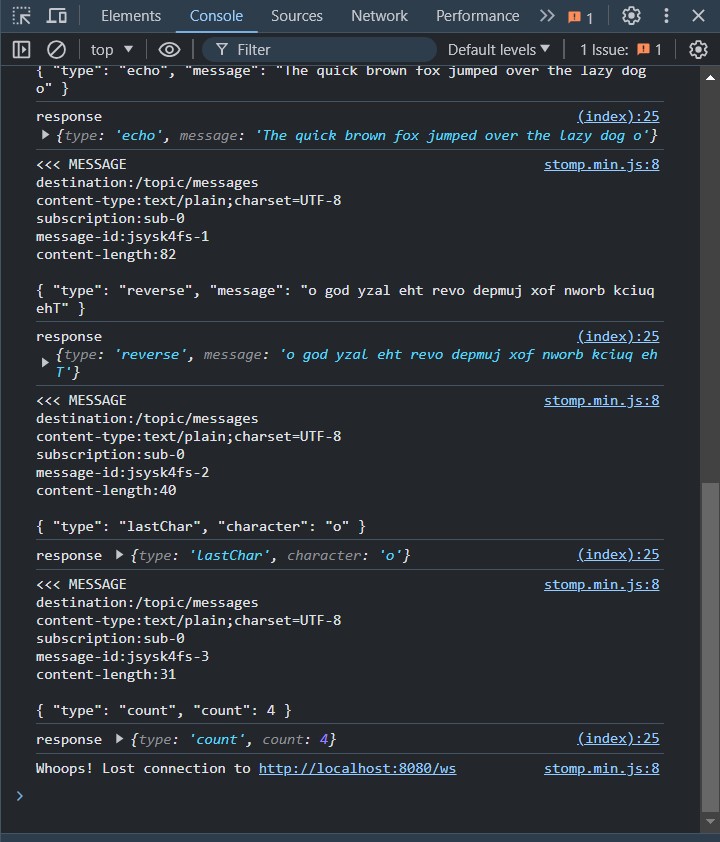 Elements Console Sources Network Performance 1
top Filter Default levels 1 Issue: 1
{ "type": "echo", "message": "The quick brown fox jumped over the lazy dog
o" }
response (index):25
{type: 'echo', message: 'The quick brown fox jumped over the lazy dog o'}
<<< MESSAGE stomp.min.js:8
destination:/topic/messages
content-type:text/plain;charset=UTF-8
subscription:sub-0
message-id:jsysk4fs-1
content-length:82
{ "type": "reverse", "message": "o god yzal eht revo depmuj xof nworb kciuq
ehT" }
response (index):25
{type: 'reverse', message: 'o god yzal eht revo depmuj xof nworb kciuq eh
T'}
<<< MESSAGE stomp.min.js:8
destination:/topic/messages
content-type:text/plain;charset=UTF-8
subscription:sub-0
message-id:jsysk4fs-2
content-length:40
{ "type": "lastChar", "character": "o" }
response {type: 'lastChar', character: 'o'} (index):25
<<< MESSAGE stomp.min.js:8
destination:/topic/messages
content-type:text/plain;charset=UTF-8
subscription:sub-0
message-id:jsysk4fs-3
content-length:31
{ "type": "count", "count": 4 }
response {type: 'count', count: 4} (index):25
Whoops! Lost connection to http://localhost:8080/ws stomp.min.js:8